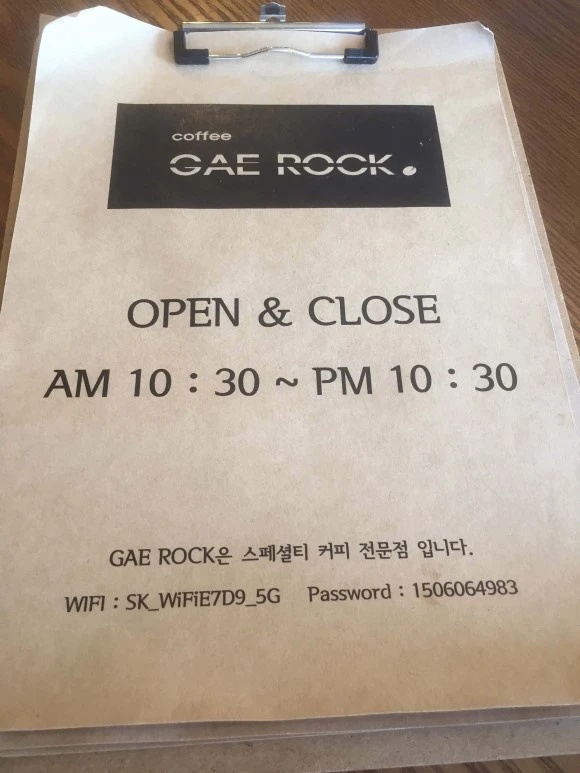 coffee
GAE ROCK
OPEN & CLOSE
AM 10 : 30 ~ PM 10 : 30
GAE ROCK은 스페셜티 커피 전문점 입니다.
WIFI : SK_WiFiE7D9_5G Password : 1506064983